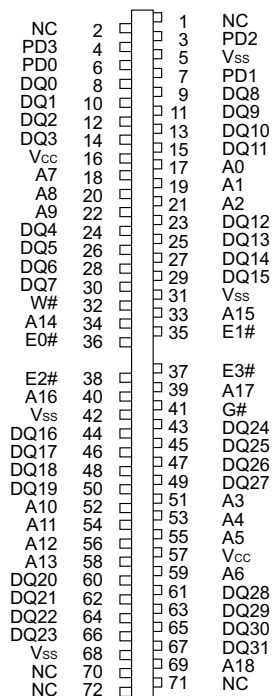 NC 2 1 NC
PD3 4 3 PD2
PD0 6 5 Vss
DQ0 8 7 PD1
DQ1 10 9 DQ8
DQ2 12 11 DQ9
DQ3 14 13 DQ10
Vcc 16 15 DQ11
A7 18 17 A0
A8 20 19 A1
A9 22 21 A2
DQ4 24 23 DQ12
DQ5 26 25 DQ13
DQ6 28 27 DQ14
DQ7 30 29 DQ15
W# 32 31 Vss
A14 34 33 A15
E0# 36 35 E1#
E2# 38 37 E3#
A16 40 39 A17
Vss 42 41 G#
DQ16 44 43 DQ24
DQ17 46 45 DQ25
DQ18 48 47 DQ26
DQ19 50 49 DQ27
A10 52 51 A3
A11 54 53 A4
A12 56 55 A5
A13 58 57 Vcc
DQ20 60 59 A6
DQ21 62 61 DQ28
DQ22 64 63 DQ29
DQ23 66 65 DQ30
Vss 68 67 DQ31
NC 70 69 A18
NC 72 71 NC